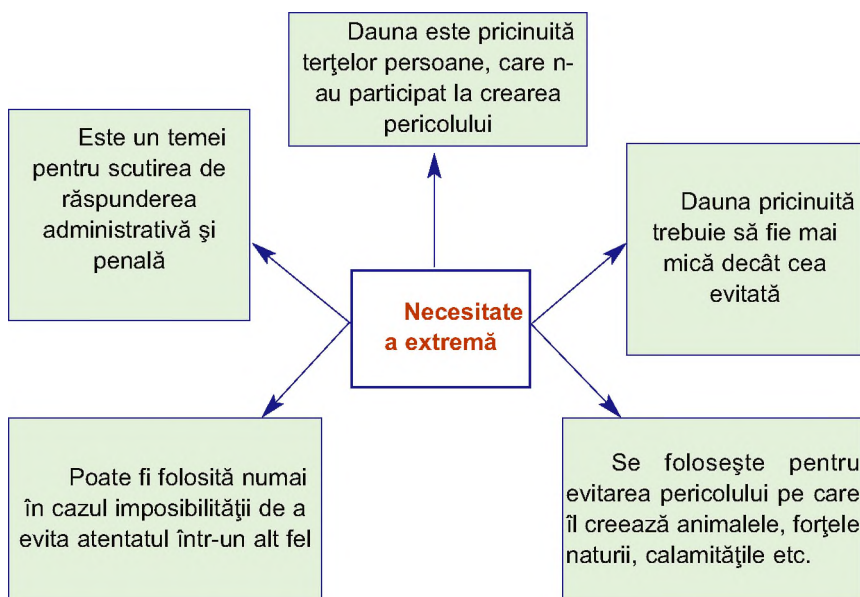 Dauna este pricinuită
terţelor persoane, care n-
au participat la crearea
pericolului
Este un temei
pentru scutirea de
răspunderea
administrativă şi
penală
Dauna pricinuită
trebuie să fie mai
mică decât cea
evitată
Necesitate
a extremă
Poate fi folosită numai
în cazul imposibilităţii de a
evita atentatul într-un alt fel
Se foloseşte pentru
evitarea pericolului pe care
îl creează animalele, forţele
naturii, calamităţile etc.